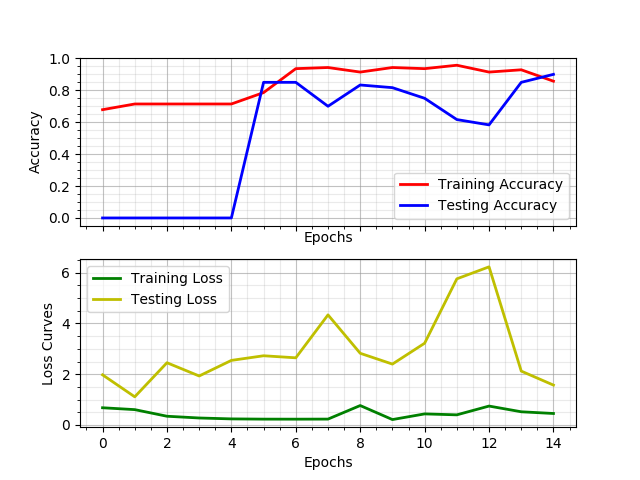 1.0
0.8
0.6
0.4
0.2
0.0
Accuracy
Training Accuracy
Testing Accuracy
Epochs
6
4
2
0
Loss Curves
Training Loss
Testing Loss
0 2 4 6 8 10 12 14
Epochs